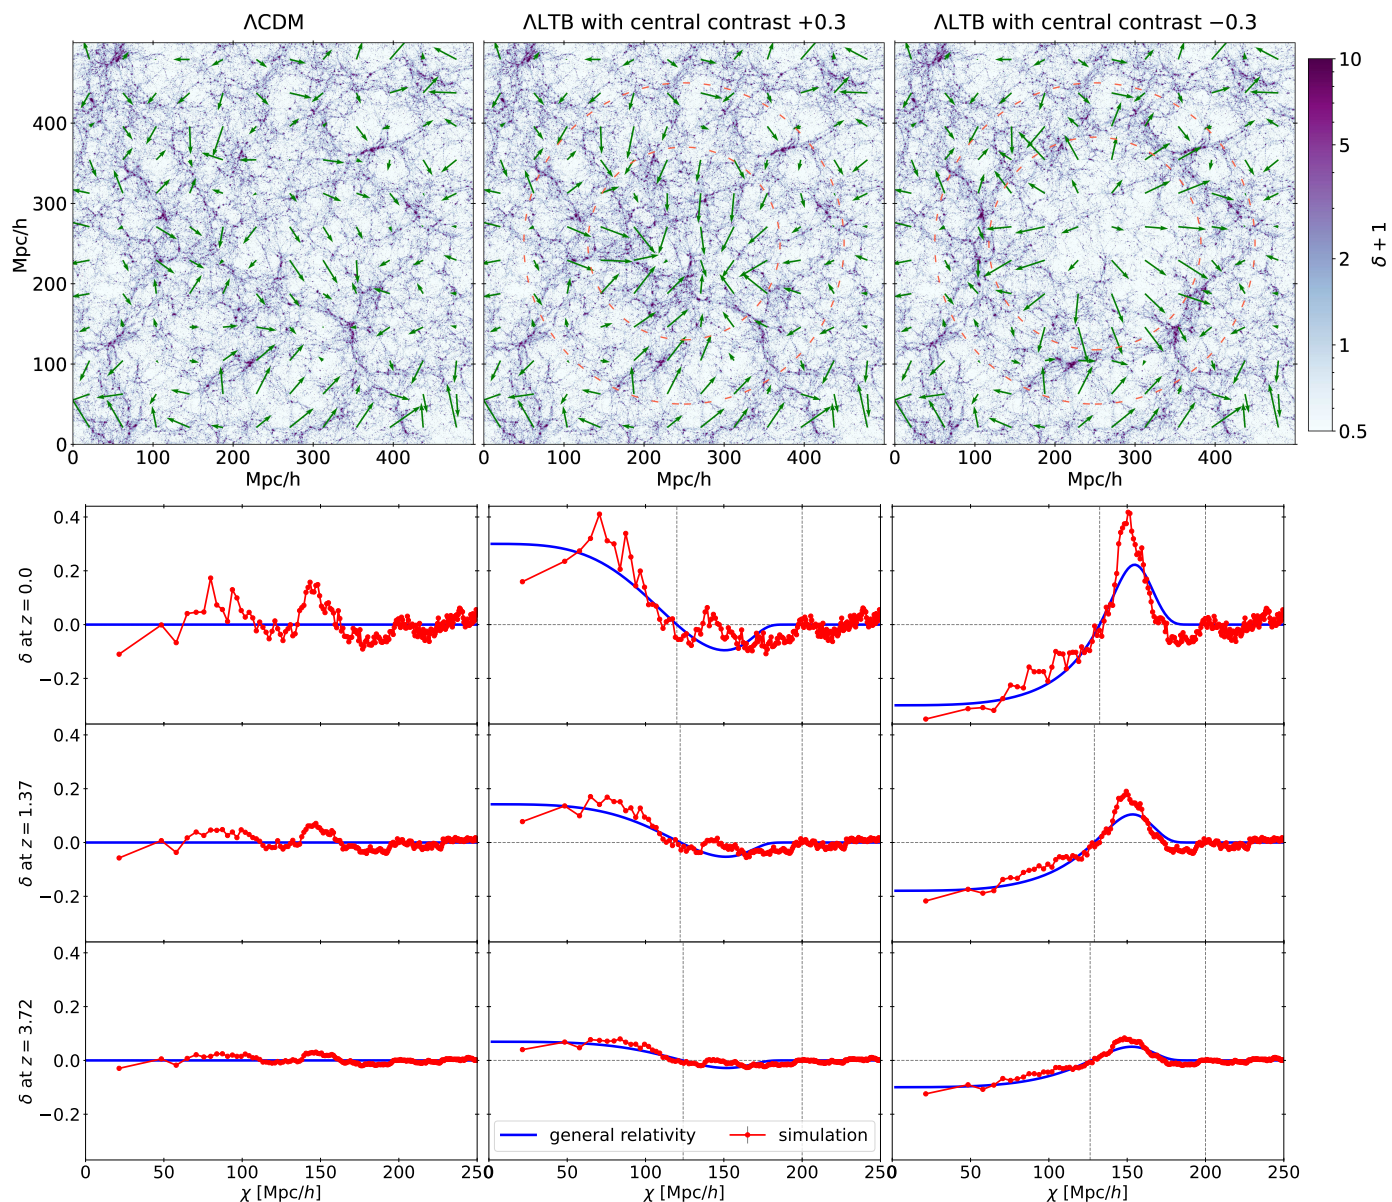 ΛCDM
ΛLTB with central contrast +0.3
ΛLTB with central contrast −0.3
Mpc/h
400
300
200
100
0
0 100 200 300 400
Mpc/h
0 100 200 300 400
Mpc/h
0 100 200 300 400
Mpc/h
10
5
2
1
0.5
δ + 1
δ at z = 0.0
0.4
0.2
0.0
−0.2
δ at z = 1.37
0.4
0.2
0.0
−0.2
δ at z = 3.72
0.4
0.2
0.0
−0.2
general relativity
simulation
0 50 100 150 200 250
χ [Mpc/h]
0 50 100 150 200 250
χ [Mpc/h]
0 50 100 150 200 250
χ [Mpc/h]